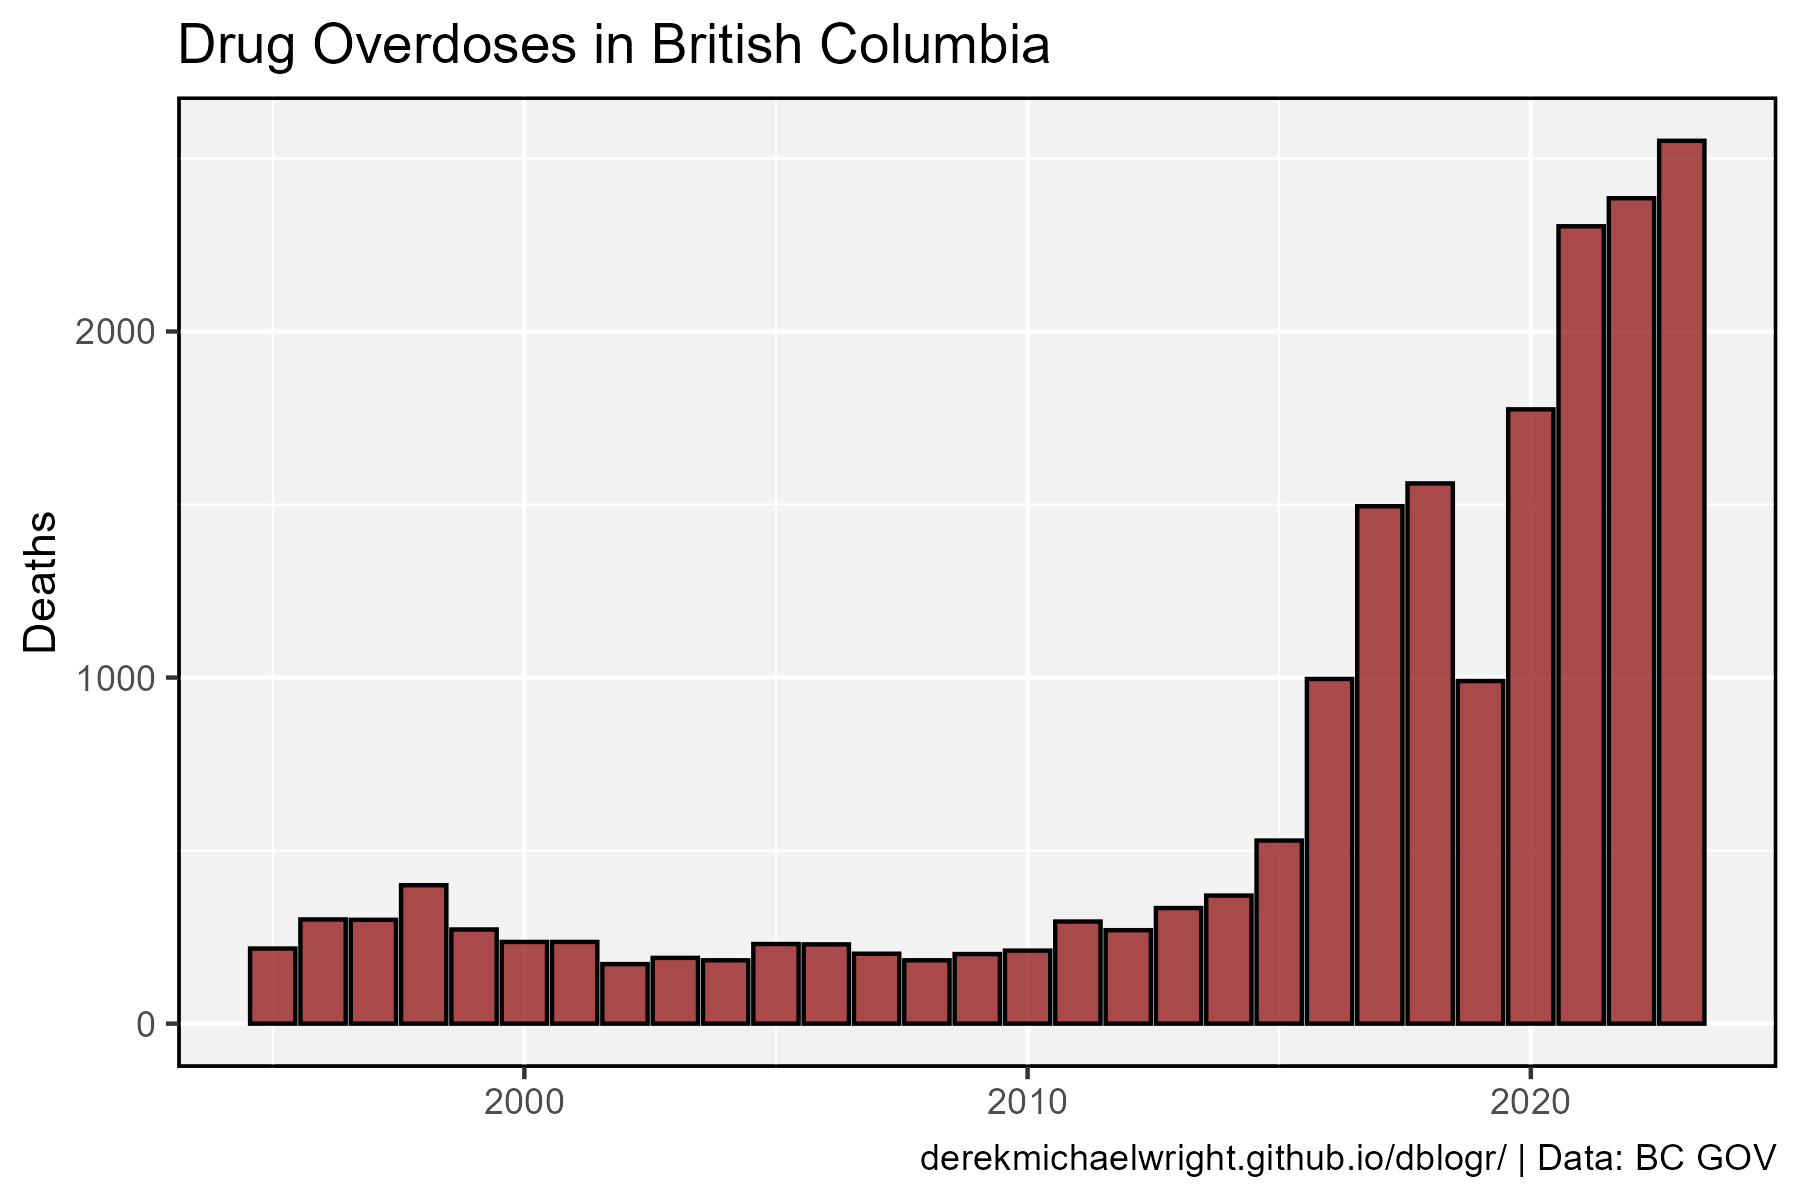 Drug Overdoses in British Columbia
Deaths
2000
1000
0
2000
2010
2020
derekmichaelwright.github.io/dblogr/ | Data: BC GOV